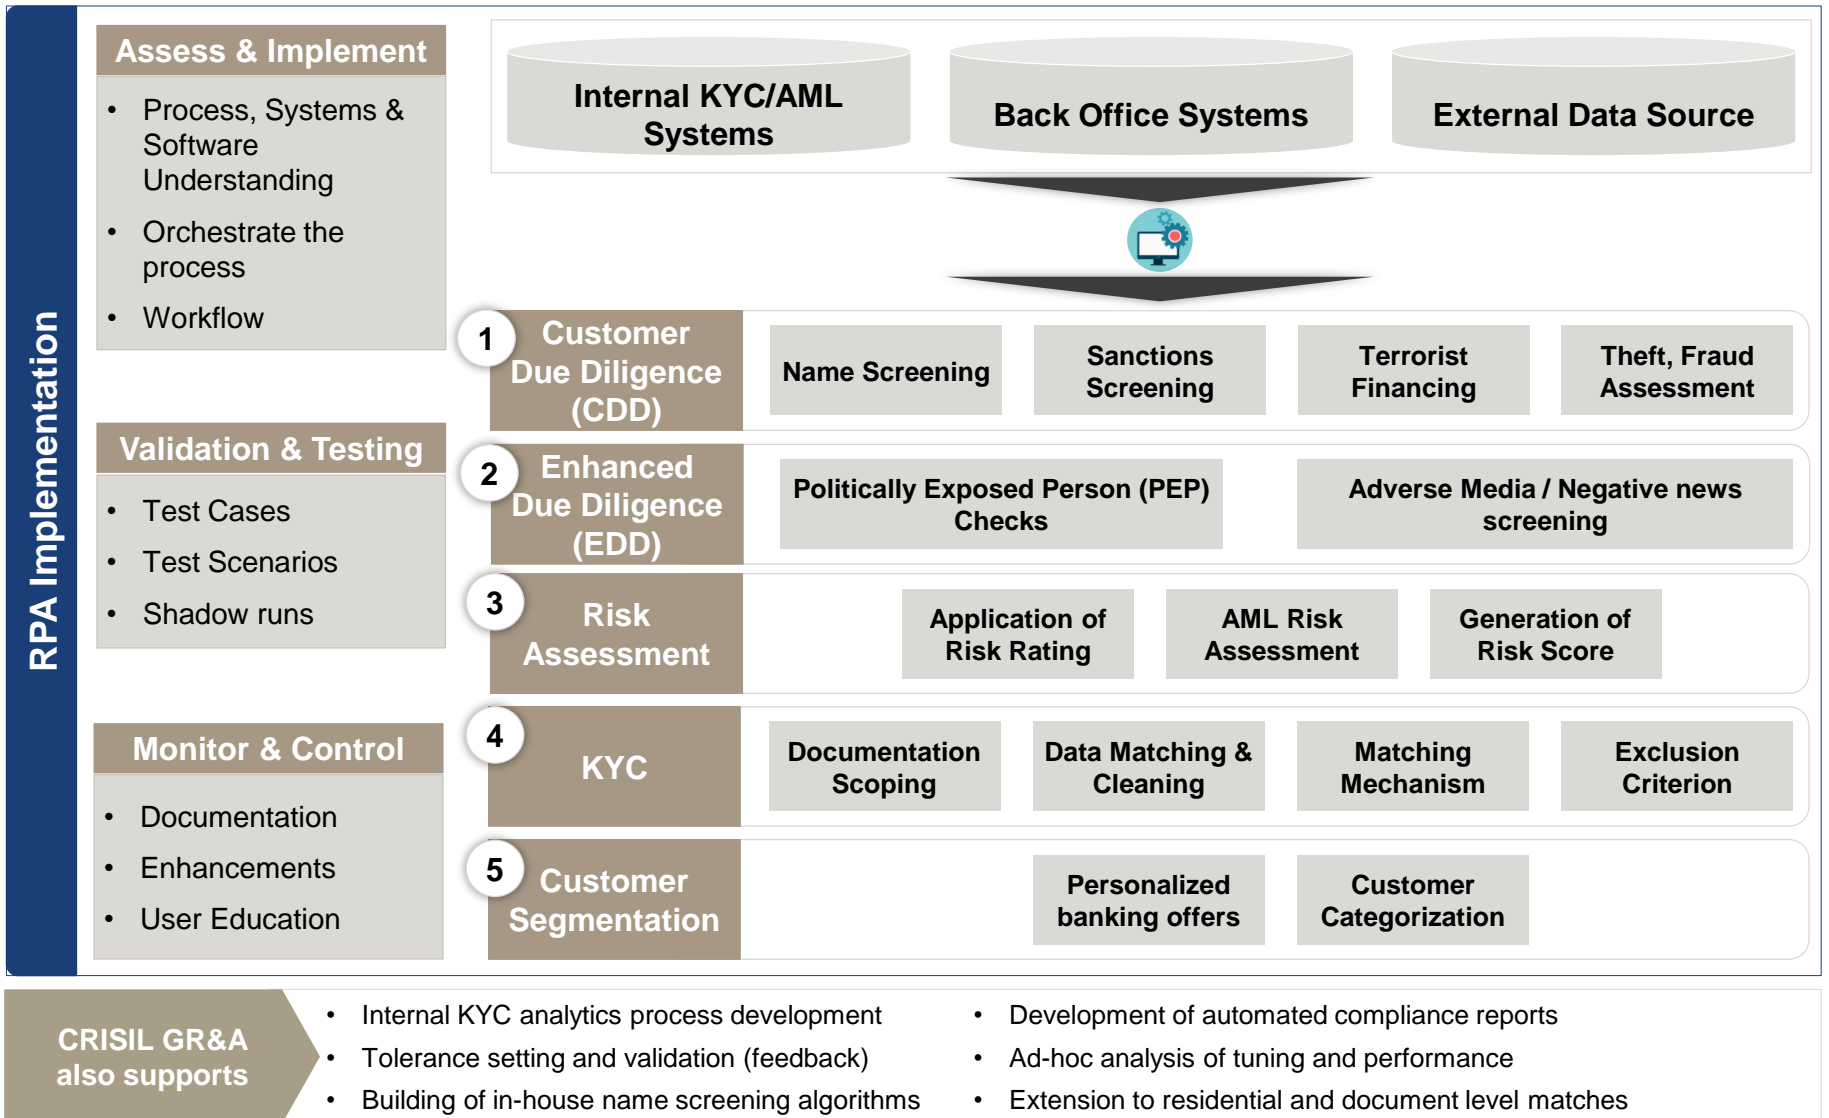 RPA Implementation
Assess & Implement
• Process, Systems &
Software
Understanding
• Orchestrate the
process
• Workflow
Validation & Testing
• Test Cases
• Test Scenarios
• Shadow runs
Monitor & Control
• Documentation
• Enhancements
• User Education
Internal KYC/AML
Systems
Back Office Systems
External Data Source
1
Customer
Due Diligence
(CDD)
Name Screening
Sanctions
Screening
Terrorist
Financing
Theft, Fraud
Assessment
2
Enhanced
Due Diligence
(EDD)
Politically Exposed Person (PEP)
Checks
Adverse Media / Negative news
screening
3
Risk
Assessment
Application of
Risk Rating
AML Risk
Assessment
Generation of
Risk Score
4
KYC
Documentation
Scoping
Data Matching &
Cleaning
Matching
Mechanism
Exclusion
Criterion
5
Customer
Segmentation
Personalized
banking offers
Customer
Categorization
CRISIL GR&A
also supports
• Internal KYC analytics process development
• Tolerance setting and validation (feedback)
• Building of in-house name screening algorithms
• Development of automated compliance reports
• Ad-hoc analysis of tuning and performance
• Extension to residential and document level matches